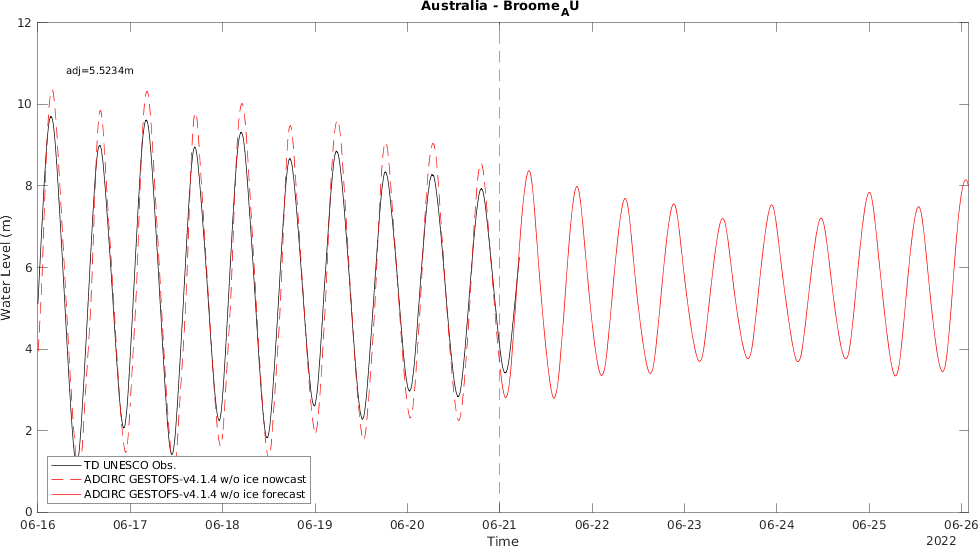 Australia - Broome_AU
12
adj=5.5234m
10
8
6
4
2
0
Water Level (m)
TD UNESCO Obs.
ADCIRC GESTOFS-v4.1.4 w/o ice nowcast
ADCIRC GESTOFS-v4.1.4 w/o ice forecast
06-16 06-17 06-18 06-19 06-20 06-21 06-22 06-23 06-24 06-25 06-26
Time
2022